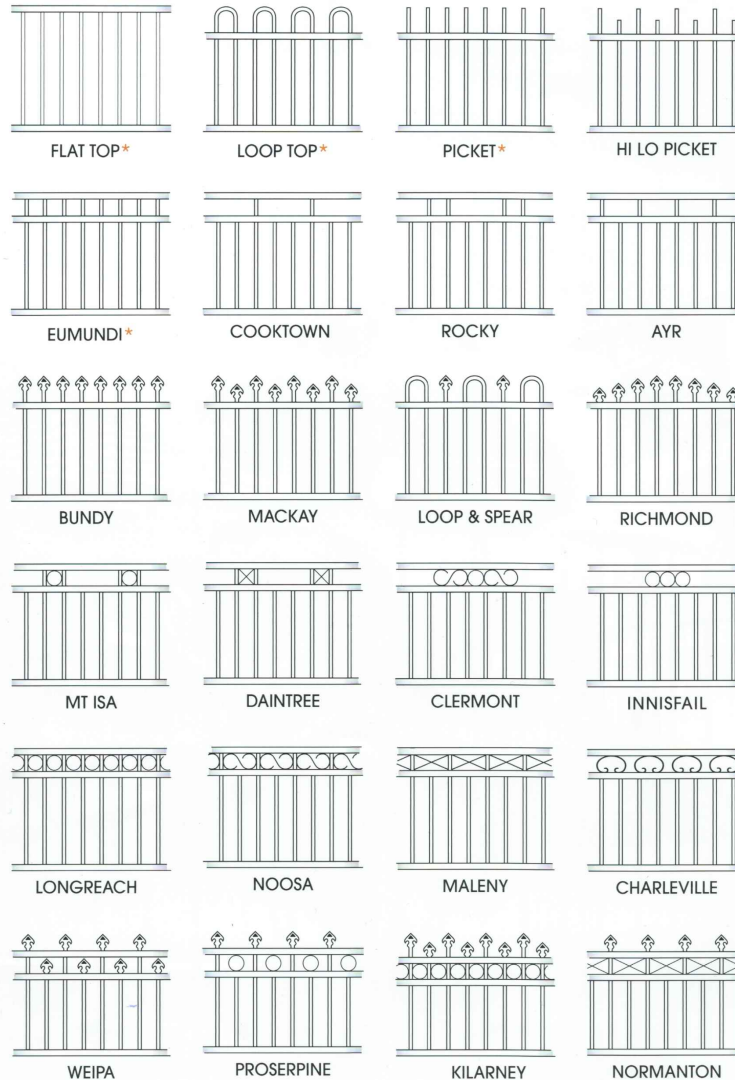 FLAT TOP*
LOOP TOP*
PICKET*
HI LO PICKET
EUMUNDI*
COOKTOWN
ROCKY
AYR
BUNDY
MACKAY
LOOP & SPEAR
RICHMOND
MT ISA
DAINTREE
CLERMONT
INNISFAIL
LONGREACH
NOOSA
MALENY
CHARLEVILLE
WEIPA
PROSERPINE
KILARNEY
NORMANTON